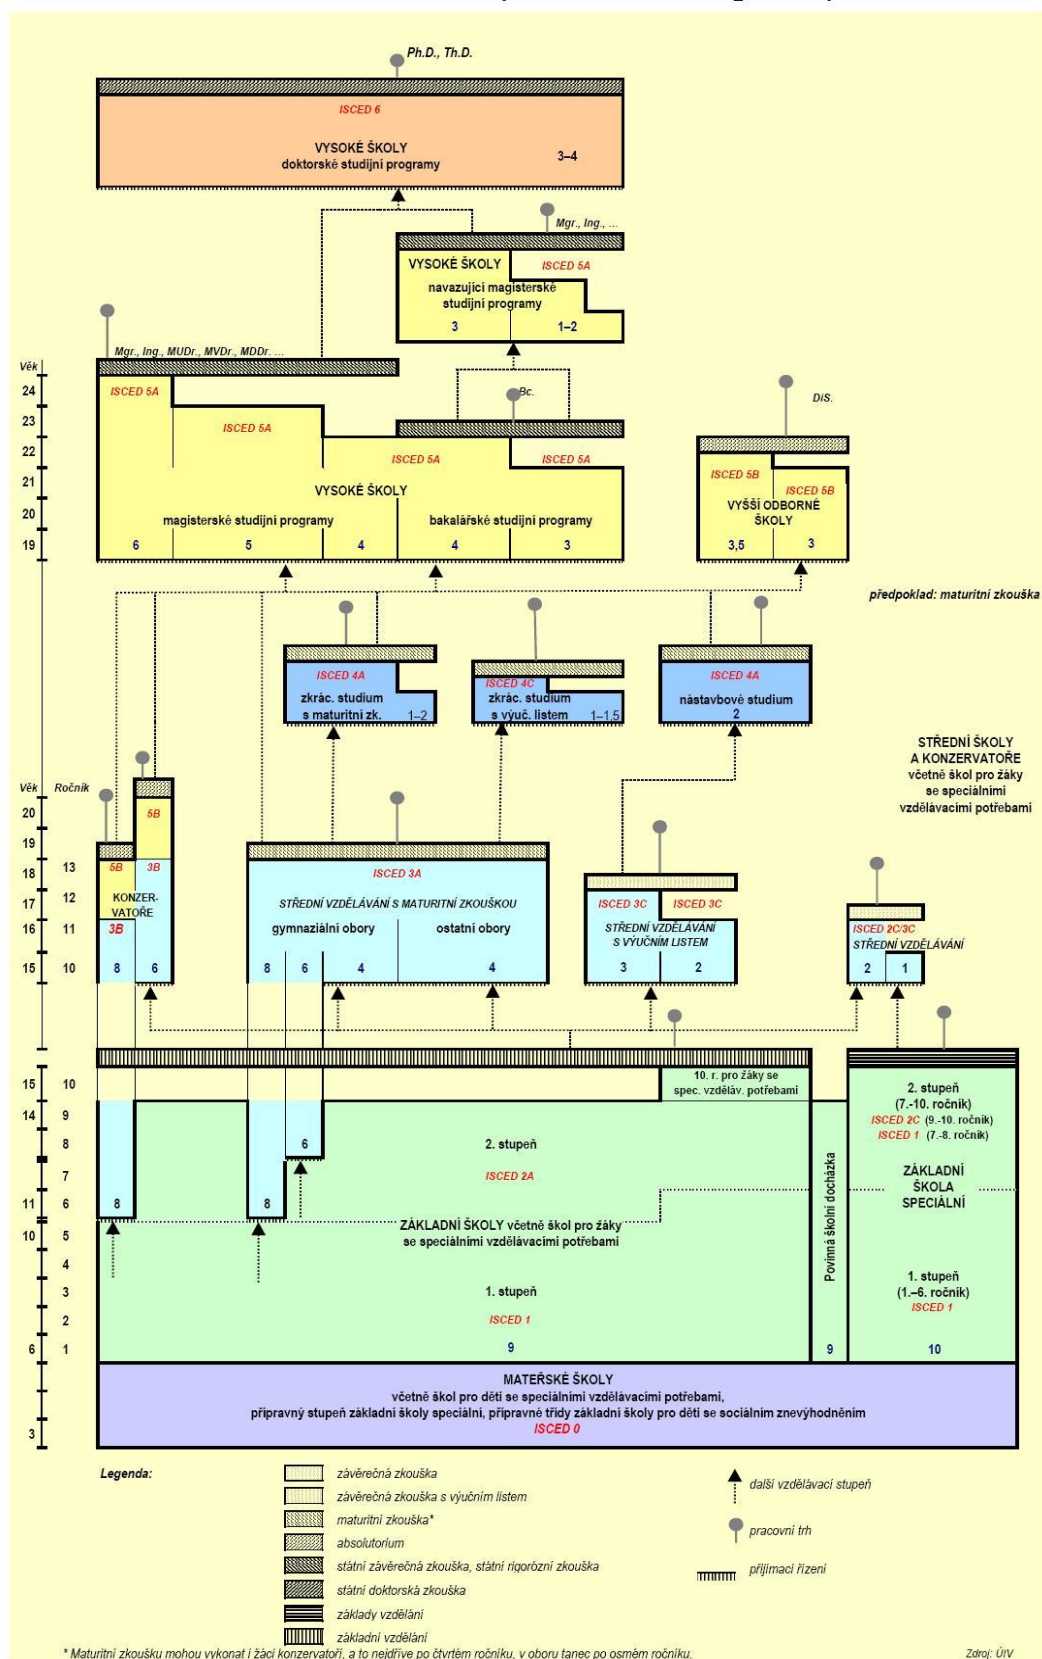 Ph.D., Th.D.
ISCED 6
VYSOKÉ ŠKOLY
doktorské studijní programy
3–4
Mgr., Ing., ...
VYSOKÉ ŠKOLY
ISCED 5A
navazující magisterské
studijní programy
3
1–2
Mgr., Ing., MUDr., MVDr., MDDr. ...
Věk
24
ISCED 5A
Bc.
DiS.
23
ISCED 5A
22
ISCED 5A
ISCED 5A
ISCED 5B
21
VYSOKÉ ŠKOLY
ISCED 5B
20
magisterské studijní programy
bakalářské studijní programy
VYŠŠÍ ODBORNÉ
ŠKOLY
19
6
5
4
4
3
3,5
3
předpoklad: maturitní zkouška
ISCED 4A
zkrác. studium
s maturitní zk.
1–2
ISCED 4C
zkrác. studium
s výuč. listem
1–1,5
ISCED 4A
nástavbové studium
2
STŘEDNÍ ŠKOLY
A KONZERVATOŘE
včetně škol pro žáky
se speciálními
vzdělávacími potřebami
Věk
Ročník
20
5B
19
18
13
5B
3B
ISCED 3A
17
12
KONZER-
VATOŘE
STŘEDNÍ VZDĚLÁVÁNÍ S MATURITNÍ ZKOUŠKOU
ISCED 3C
ISCED 3C
16
11
3B
gymnaziální obory
ostatní obory
STŘEDNÍ VZDĚLÁVÁNÍ
S VÝUČNÍM LISTEM
ISCED 2C/3C
STŘEDNÍ VZDĚLÁVÁNÍ
15
10
8
6
8
6
4
4
3
2
2
1
15
10
10. r. pro žáky se
spec. vzděláv. potřebami
2. stupeň
(7.-10. ročník)
ISCED 2C (9.-10. ročník)
ISCED 1 (7.-8. ročník)
14
9
8
6
2. stupeň
7
ISCED 2A
ZÁKLADNÍ
ŠKOLA
SPECIÁLNÍ
11
6
8
8
10
5
ZÁKLADNÍ ŠKOLY včetně škol pro žáky
se speciálními vzdělávacími potřebami
Povinná školní docházka
4
3
1. stupeň
1. stupeň
(1.–6. ročník)
ISCED 1
2
ISCED 1
6
1
9
9
10
MATEŘSKÉ ŠKOLY
včetně škol pro děti se speciálními vzdělávacími potřebami,
přípravný stupeň základní školy speciální, přípravné třídy základní školy pro děti se sociálním znevýhodněním
3
ISCED 0
Legenda:
závěrečná zkouška
závěrečná zkouška s výučním listem
maturitní zkouška*
absolutorium
státní závěrečná zkouška, státní rigorózní zkouška
státní doktorská zkouška
základy vzdělání
základní vzdělání
další vzdělávací stupeň
pracovní trh
přijímací řízení
* Maturitní zkoušku mohou vykonat i žáci konzervatoří, a to nejdříve po čtvrtém ročníku, v oboru tanec po osmém ročníku.
Zdroj: ÚIV